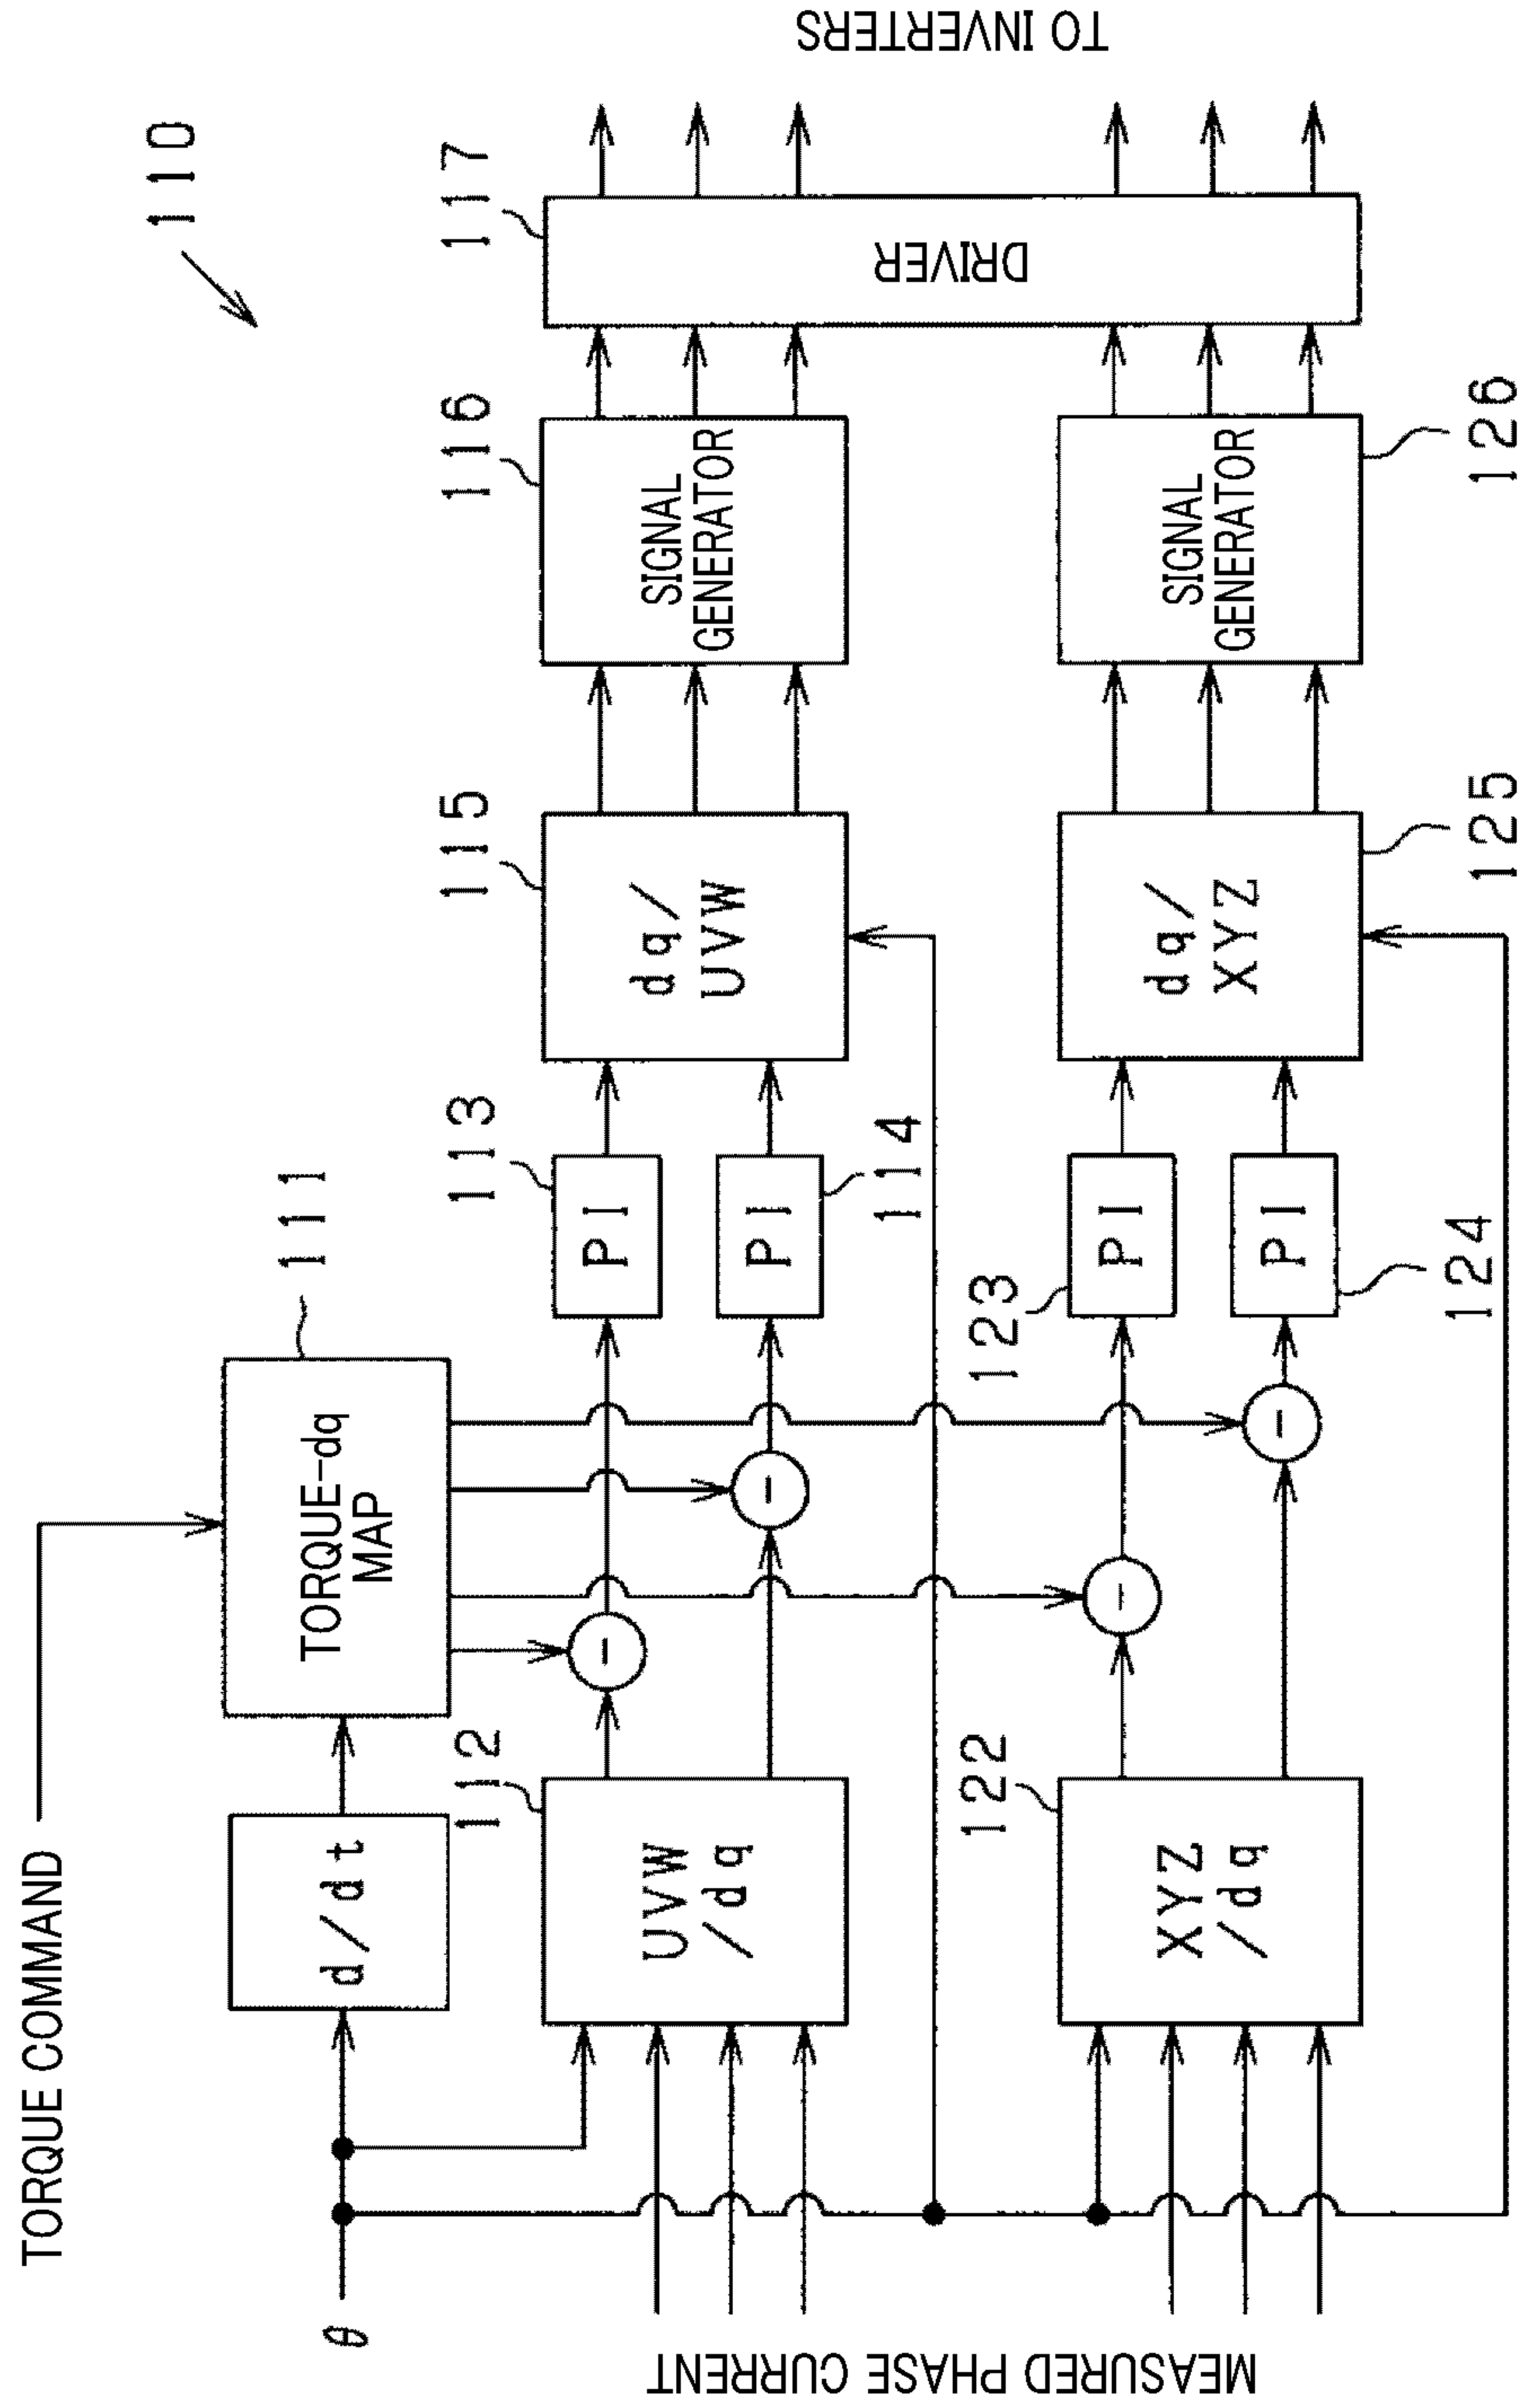 110
TORQUE COMMAND
θ
d/dt
TORQUE-dq
MAP
111
112
UVW
/dq
113
PI
PI
114
115
dq/
UVW
116
SIGNAL
GENERATOR
117
DRIVER
TO INVERTERS
MEASURED PHASE CURRENT
122
XYZ
/dq
123
PI
PI
124
dq/
XYZ
125
SIGNAL
GENERATOR
126